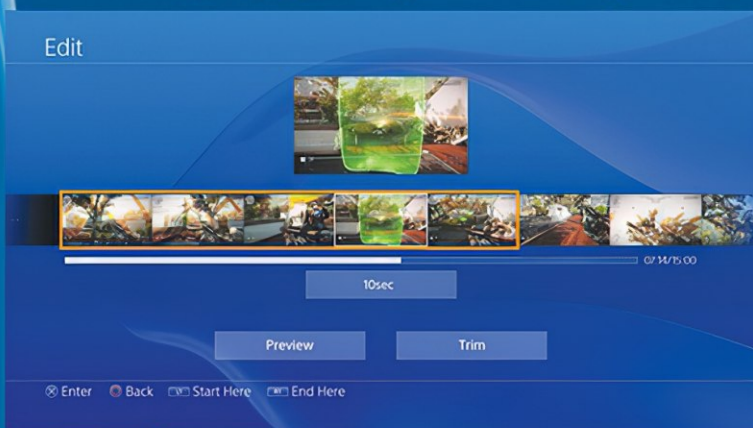 Edit
07:14/15:00
10sec
Preview Trim
Enter Back Start Here End Here